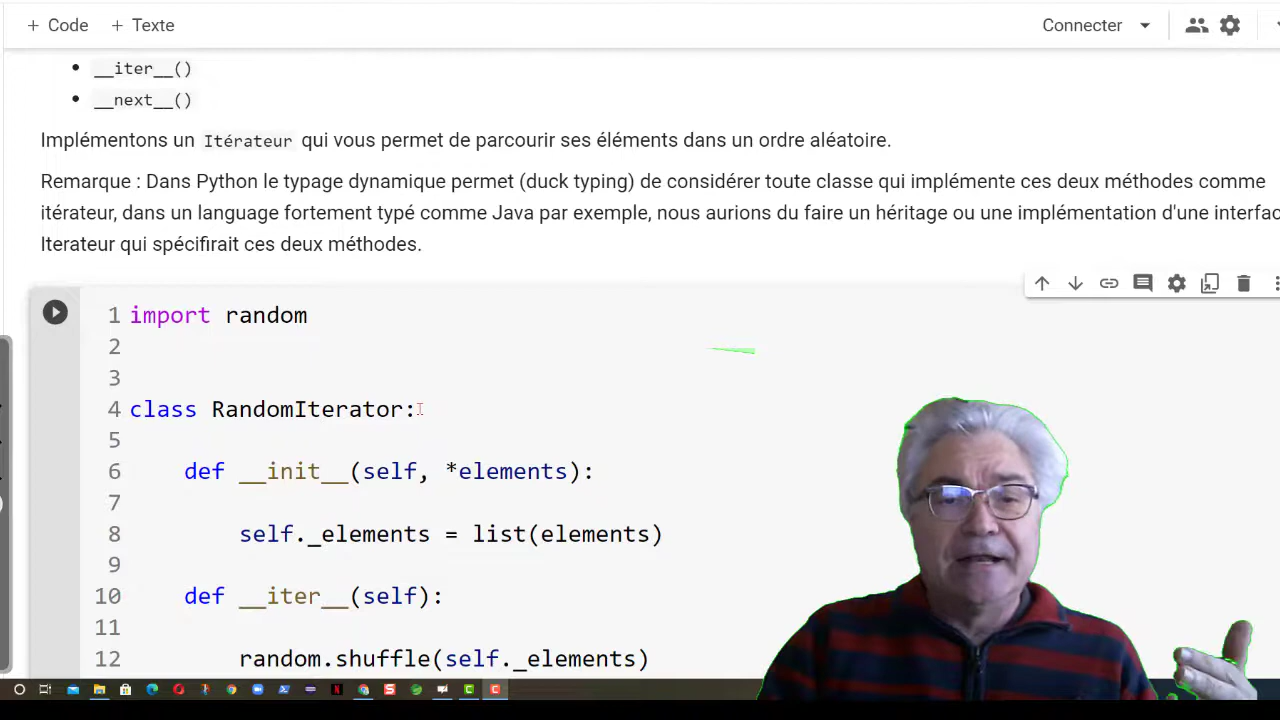 + Code + Texte Connecter
__iter__()
__next__()
Implémentons un Itérateur qui vous permet de parcourir ses éléments dans un ordre aléatoire.
Remarque : Dans Python le typage dynamique permet (duck typing) de considérer toute classe qui implémente ces deux méthodes comme
itérateur, dans un language fortement typé comme Java par exemple, nous aurions du faire un héritage ou une implémentation d'une interfac
Iterateur qui spécifirait ces deux méthodes.
1 import random
2
3
4 class RandomIterator:
5
6 def __init__(self, *elements):
7
8 self._elements = list(elements)
9
10 def __iter__(self):
11
12 random.shuffle(self._elements)